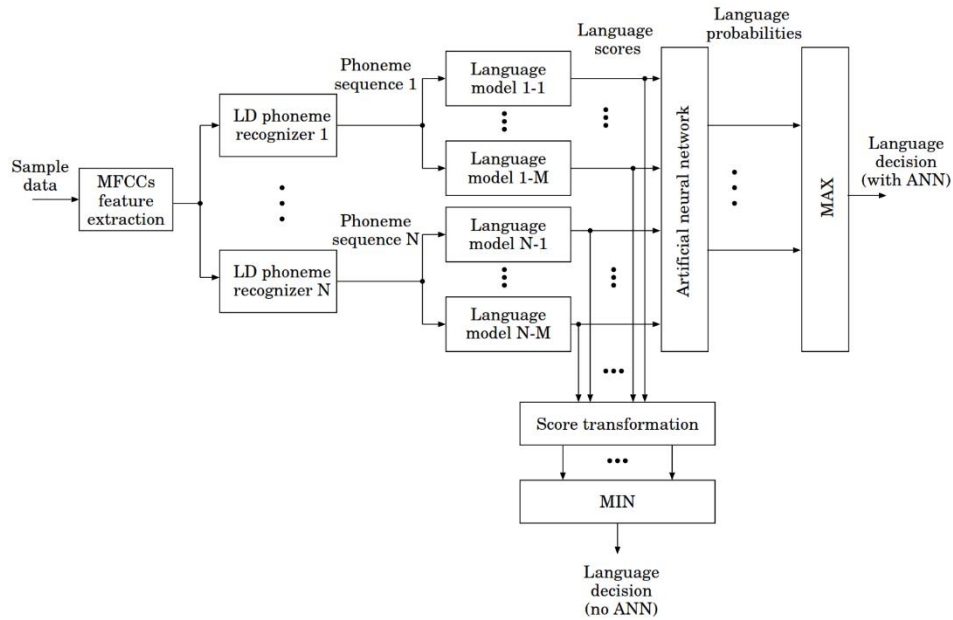 Language
scores
Language
probabilities
Phoneme
sequence 1
Language
model 1-1
LD phoneme
recognizer 1
Language
model 1-M
Sample
data
MFCCs
feature
extraction
Phoneme
sequence N
Language
model N-1
LD phoneme
recognizer N
Language
model N-M
Artificial neural network
MAX
Language
decision
(with ANN)
Score transformation
MIN
Language
decision
(no ANN)